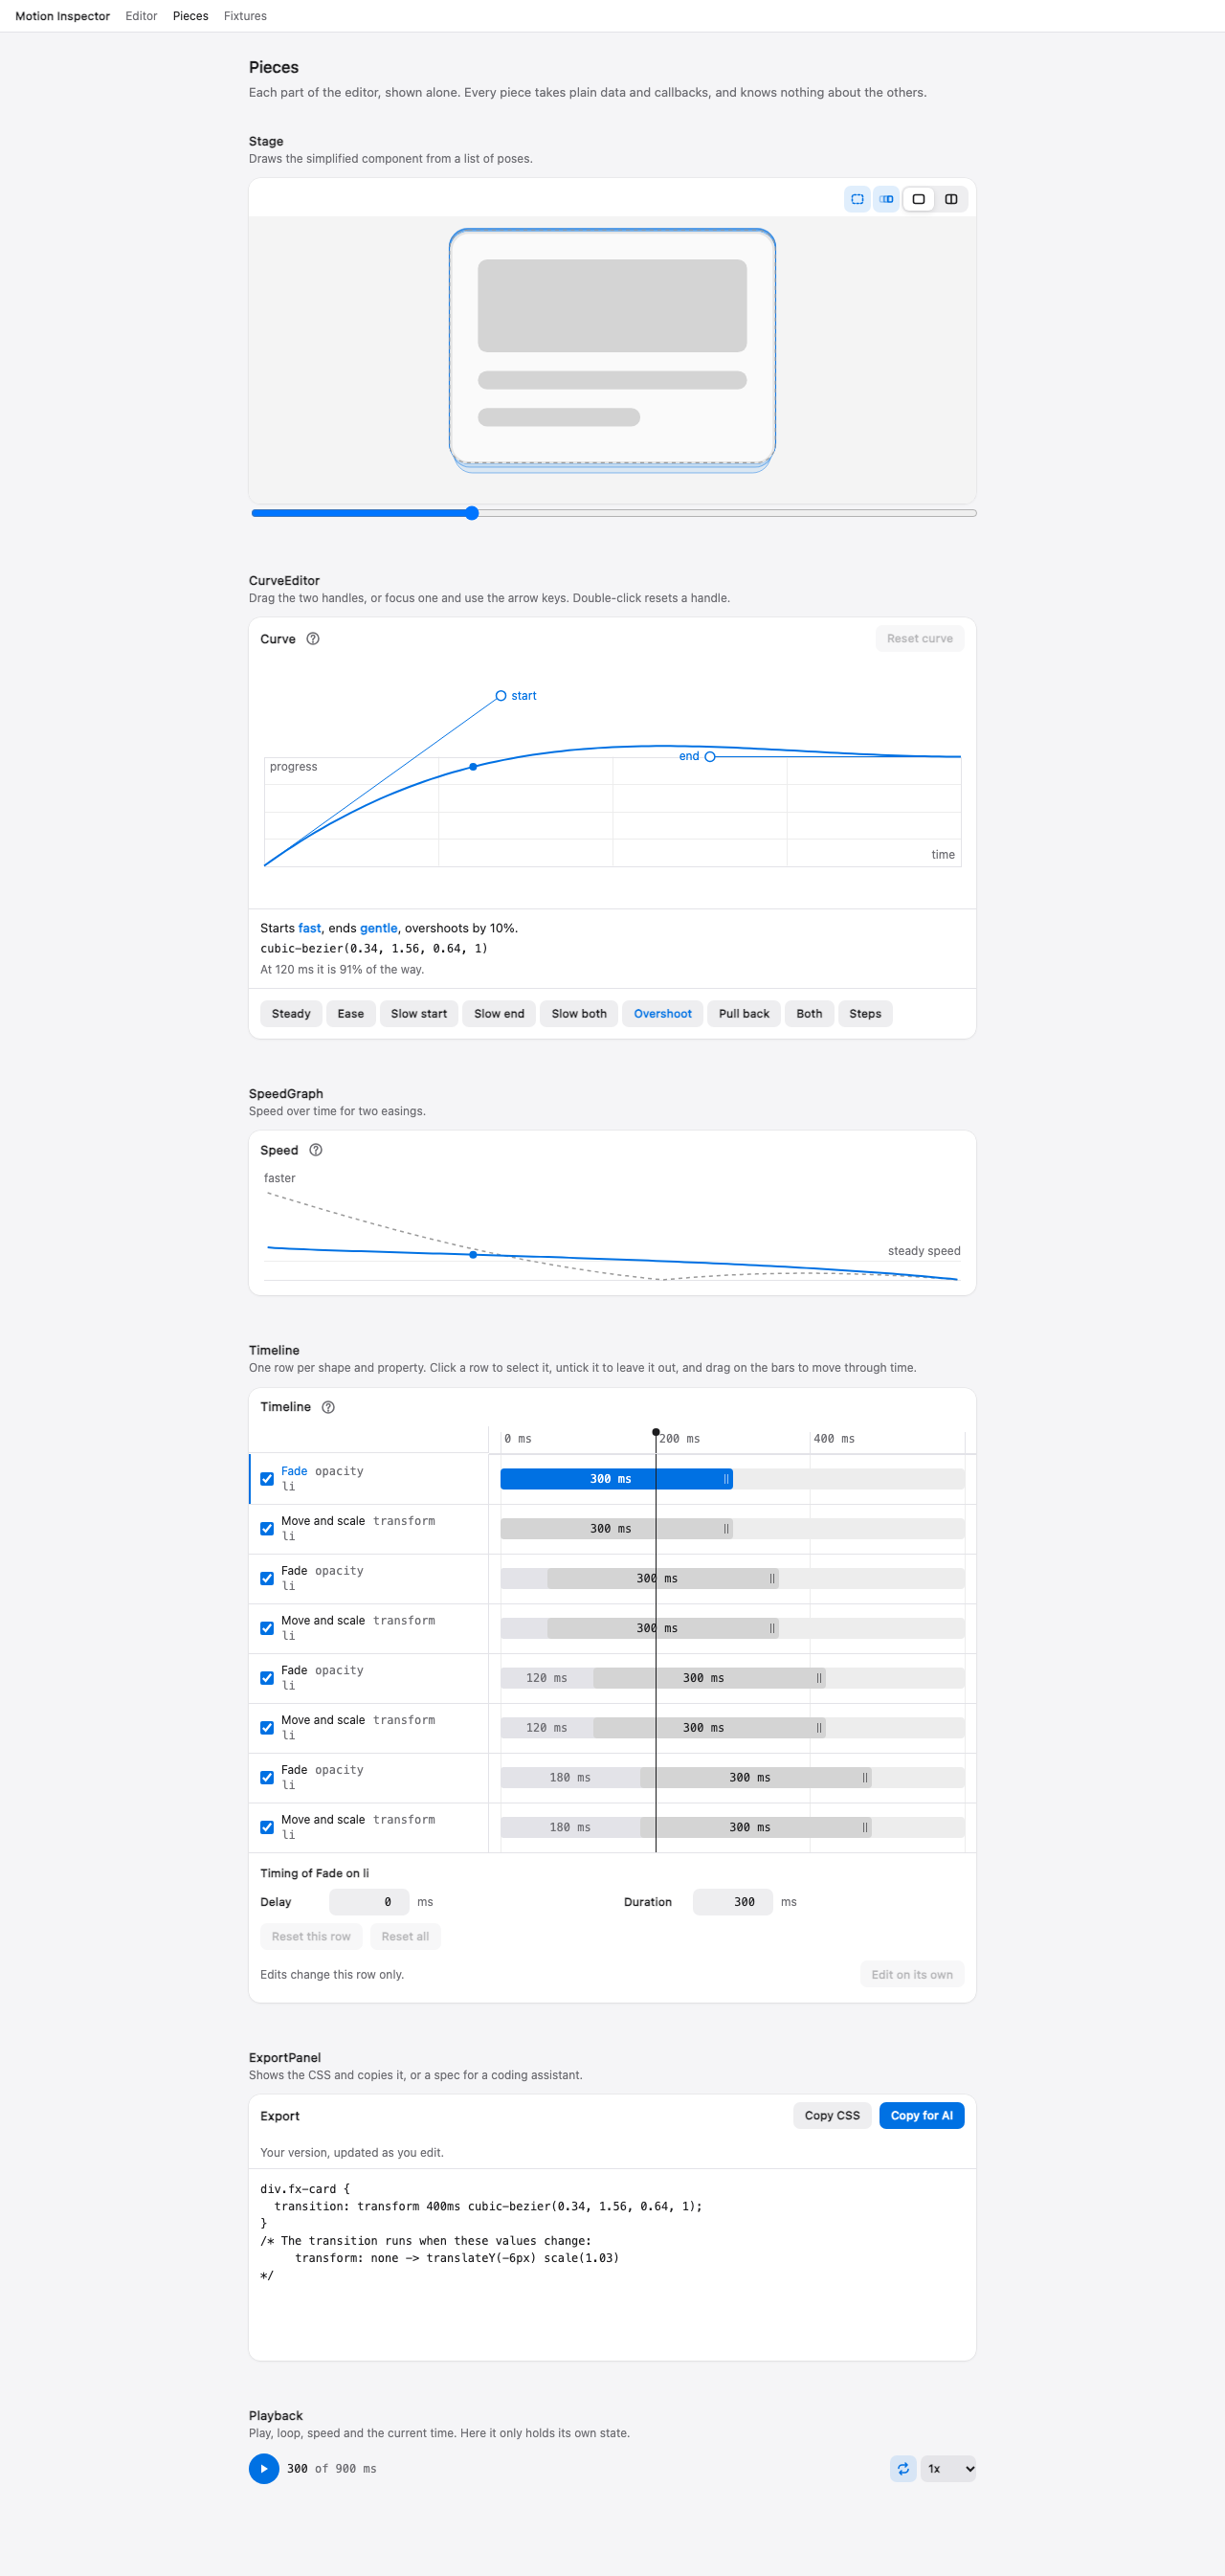 Motion Inspector Editor Pieces Fixtures
Pieces
Each part of the editor, shown alone. Every piece takes plain data and callbacks, and knows nothing about the others.
Stage
Draws the simplified component from a list of poses.
CurveEditor
Drag the two handles, or focus one and use the arrow keys. Double-click resets a handle.
Curve Reset curve
start
end
progress
time
Starts fast, ends gentle, overshoots by 10%.
cubic-bezier(0.34, 1.56, 0.64, 1)
At 120 ms it is 91% of the way.
Steady Ease Slow start Slow end Slow both Overshoot Pull back Both Steps
SpeedGraph
Speed over time for two easings.
Speed
faster
steady speed
Timeline
One row per shape and property. Click a row to select it, untick it to leave it out, and drag on the bars to move through time.
Timeline
0 ms 200 ms 400 ms
Fade opacity 300 ms
li
Move and scale transform 300 ms
li
Fade opacity 300 ms
li
Move and scale transform 300 ms
li
Fade opacity 120 ms 300 ms
li
Move and scale transform 120 ms 300 ms
li
Fade opacity 180 ms 300 ms
li
Move and scale transform 180 ms 300 ms
li
Timing of Fade on li
Delay 0 ms Duration 300 ms
Reset this row Reset all
Edits change this row only. Edit on its own
ExportPanel
Shows the CSS and copies it, or a spec for a coding assistant.
Export Copy CSS Copy for AI
Your version, updated as you edit.
div.fx-card {
transition: transform 400ms cubic-bezier(0.34, 1.56, 0.64, 1);
}
/* The transition runs when these values change:
transform: none -> translateY(-6px) scale(1.03)
*/
Playback
Play, loop, speed and the current time. Here it only holds its own state.
300 of 900 ms 1x